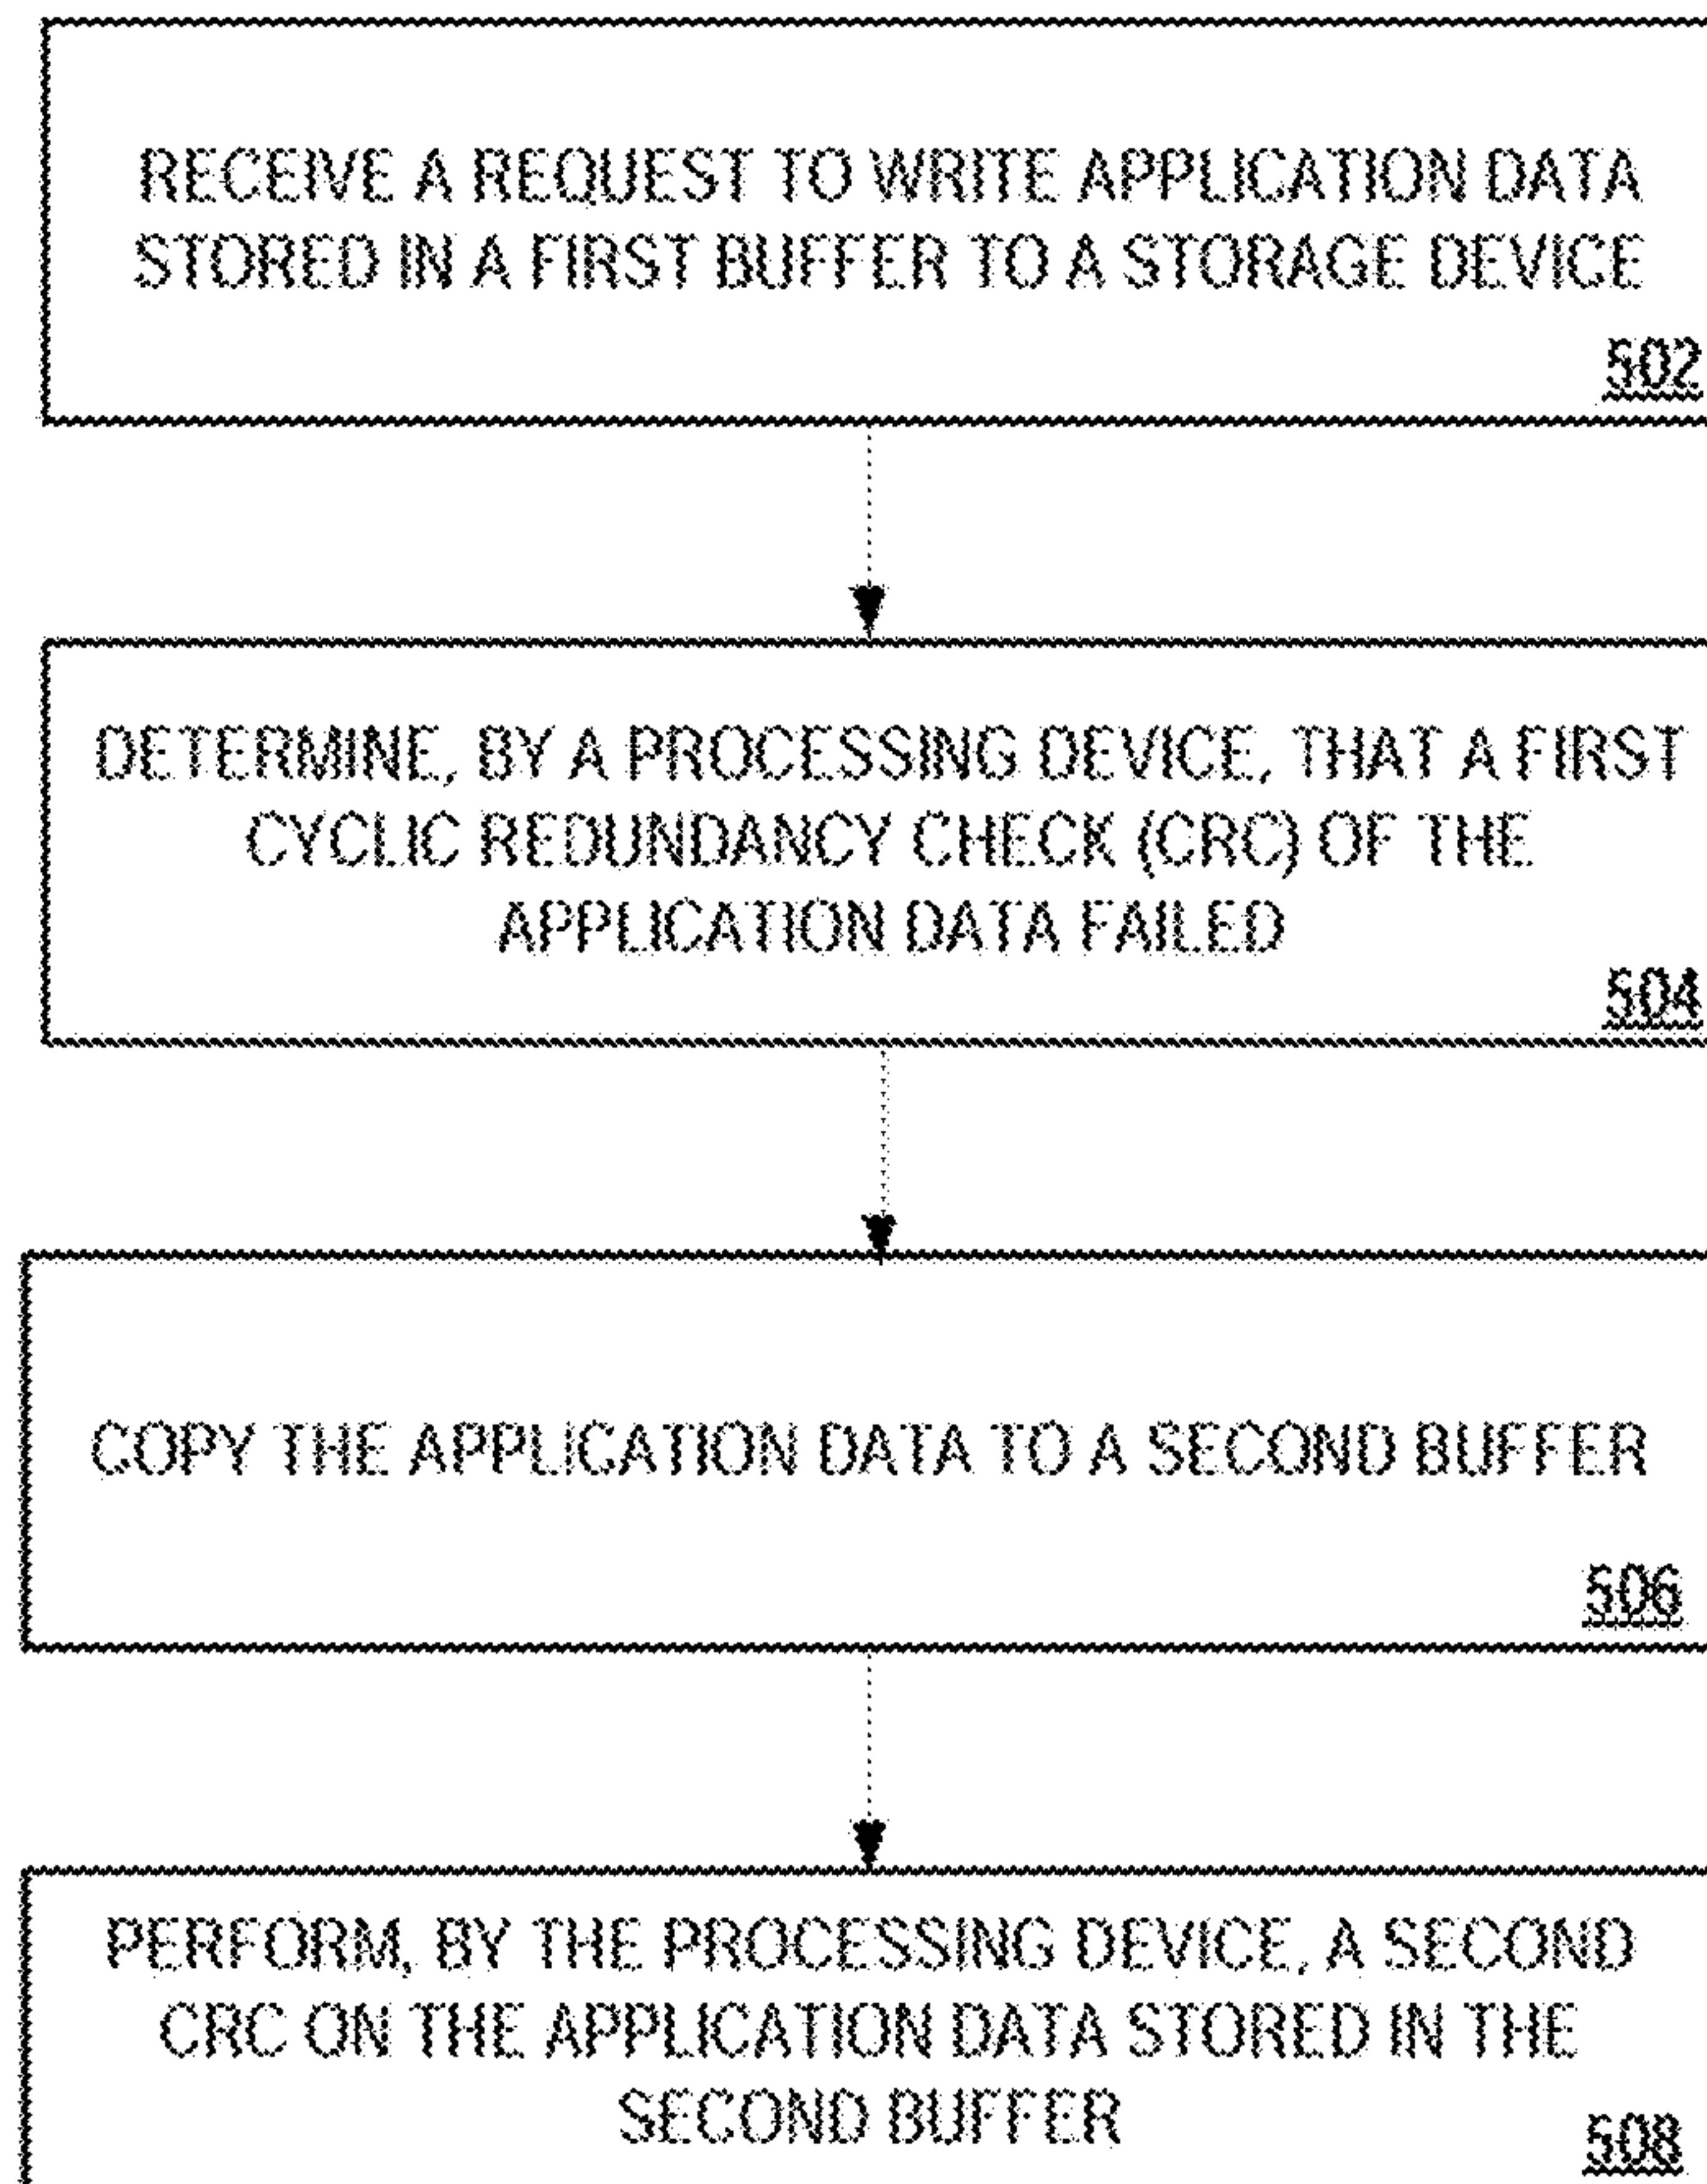 RECEIVE A REQUEST TO WRITE APPLICATION DATA
STORED IN A FIRST BUFFER TO A STORAGE DEVICE
502
DETERMINE, BY A PROCESSING DEVICE, THAT A FIRST
CYCLIC REDUNDANCY CHECK (CRC) OF THE
APPLICATION DATA FAILED
504
COPY THE APPLICATION DATA TO A SECOND BUFFER
506
PERFORM, BY THE PROCESSING DEVICE, A SECOND
CRC ON THE APPLICATION DATA STORED IN THE
SECOND BUFFER
508